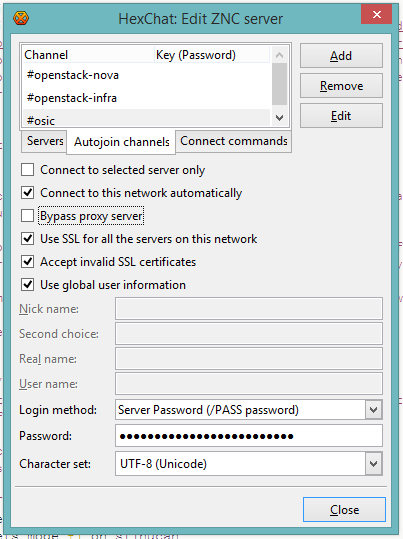 HexChat: Edit ZNC server
Channel Key (Password)
#openstack-nova
#openstack-infra
#osic
Add
Remove
Edit
Servers Autojoin channels Connect commands
Connect to selected server only
Connect to this network automatically
Bypass proxy server
Use SSL for all the servers on this network
Accept invalid SSL certificates
Use global user information
Nick name:
Second choice:
Real name:
User name:
Login method: Server Password (/PASS password)
Password: ●●●●●●●●●●●●●●●●●●●●●●●●●
Character set: UTF-8 (Unicode)
Close